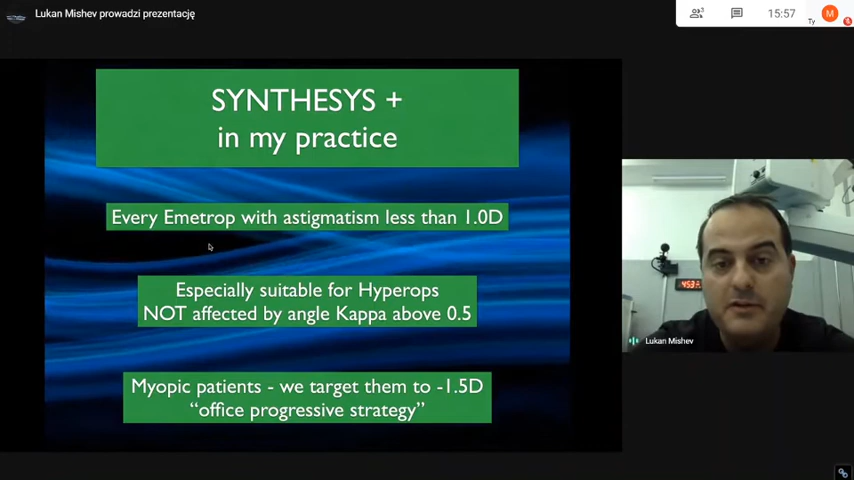 Lukan Mishev prowadzi prezentację
3
15:57
M
Ty
SYNTHESYS +
in my practice
Every Emetrop with astigmatism less than 1.0D
Especially suitable for Hyperops
NOT affected by angle Kappa above 0.5
Myopic patients - we target them to -1.5D
“office progressive strategy”
Lukan Mishev